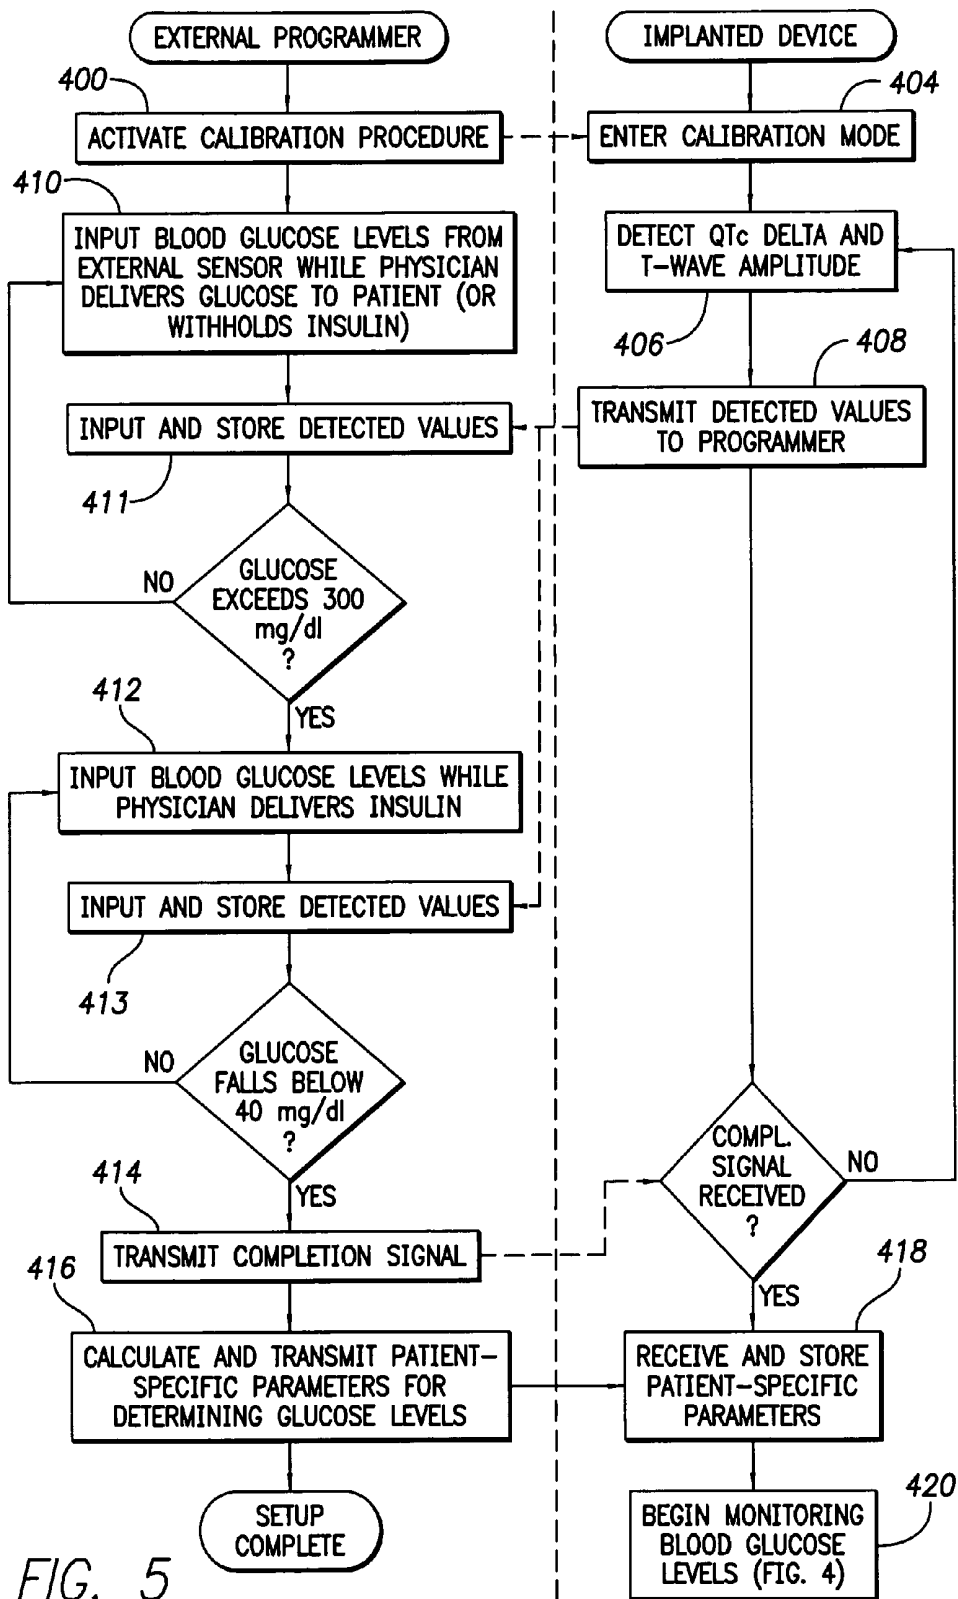 EXTERNAL PROGRAMMER
400
ACTIVATE CALIBRATION PROCEDURE
410
INPUT BLOOD GLUCOSE LEVELS FROM
EXTERNAL SENSOR WHILE PHYSICIAN
DELIVERS GLUCOSE TO PATIENT (OR
WITHHOLDS INSULIN)
INPUT AND STORE DETECTED VALUES
411
GLUCOSE
EXCEEDS 300
mg/dl
?
NO
YES
412
INPUT BLOOD GLUCOSE LEVELS WHILE
PHYSICIAN DELIVERS INSULIN
INPUT AND STORE DETECTED VALUES
413
GLUCOSE
FALLS BELOW
40 mg/dl
?
NO
YES
414
TRANSMIT COMPLETION SIGNAL
416
CALCULATE AND TRANSMIT PATIENT-
SPECIFIC PARAMETERS FOR
DETERMINING GLUCOSE LEVELS
SETUP
COMPLETE
IMPLANTED DEVICE
404
ENTER CALIBRATION MODE
DETECT QTc DELTA AND
T-WAVE AMPLITUDE
406
408
TRANSMIT DETECTED VALUES
TO PROGRAMMER
COMPL.
SIGNAL
RECEIVED
?
NO
YES
418
RECEIVE AND STORE
PATIENT-SPECIFIC
PARAMETERS
420
BEGIN MONITORING
BLOOD GLUCOSE
LEVELS (FIG. 4)
FIG. 5